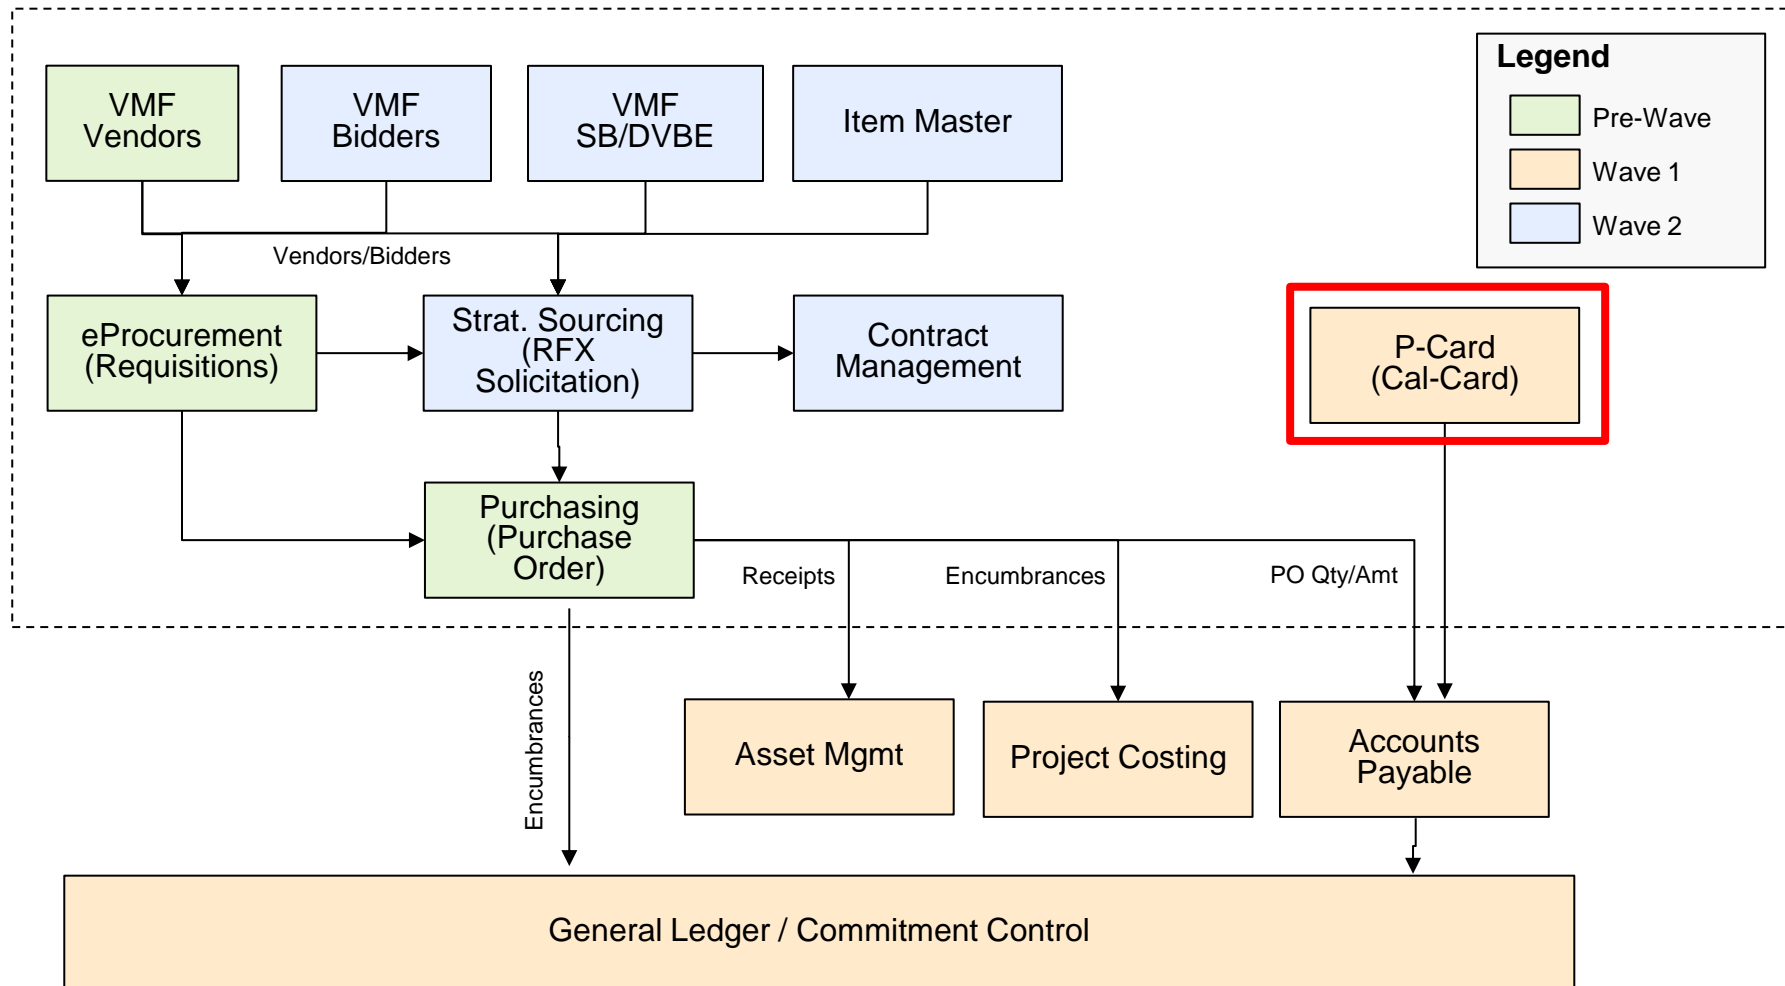 Legend
Pre-Wave
Wave 1
Wave 2
VMF
Vendors
VMF
Bidders
VMF
SB/DVBE
Item Master
Vendors/Bidders
eProcurement
(Requisitions)
Strat. Sourcing
(RFX
Solicitation)
Contract
Management
P-Card
(Cal-Card)
Purchasing
(Purchase
Order)
Receipts
Encumbrances
PO Qty/Amt
Encumbrances
Asset Mgmt
Project Costing
Accounts
Payable
General Ledger / Commitment Control